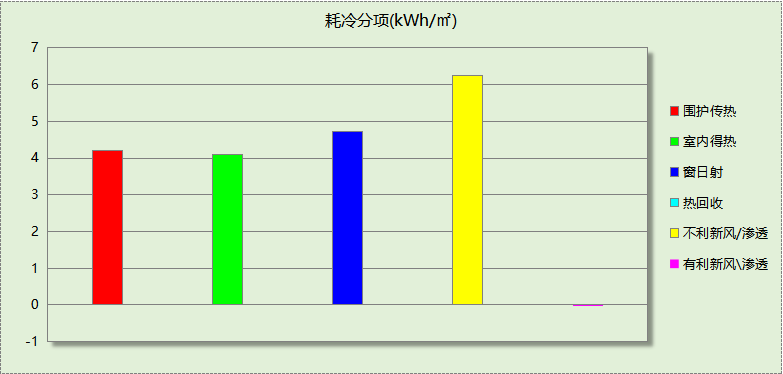 耗冷分项(kWh/㎡)
7
6
5
4
3
2
1
0
-1
围护传热
室内得热
窗日射
热回收
不利新风/渗透
有利新风\渗透